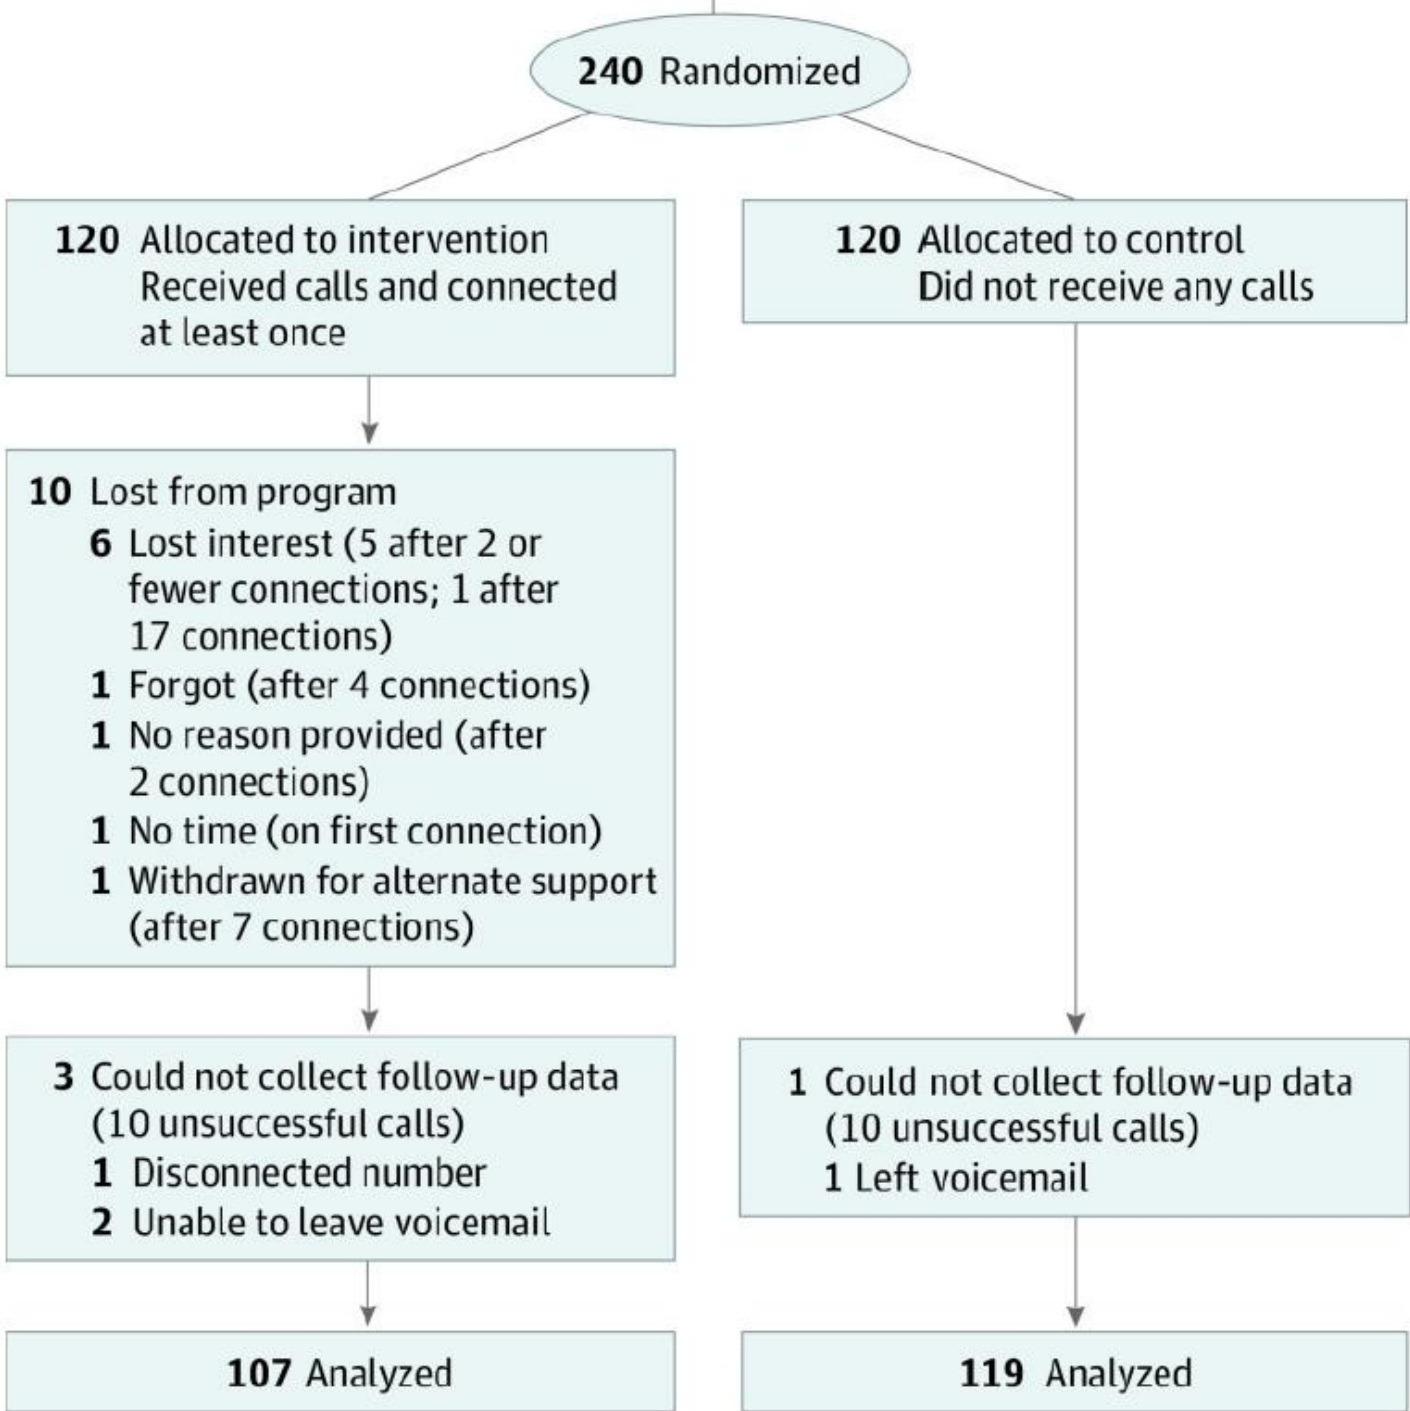 240 Randomized
120 Allocated to intervention
Received calls and connected
at least once
120 Allocated to control
Did not receive any calls
10 Lost from program
6 Lost interest (5 after 2 or
fewer connections; 1 after
17 connections)
1 Forgot (after 4 connections)
1 No reason provided (after
2 connections)
1 No time (on first connection)
1 Withdrawn for alternate support
(after 7 connections)
3 Could not collect follow-up data
(10 unsuccessful calls)
1 Disconnected number
2 Unable to leave voicemail
1 Could not collect follow-up data
(10 unsuccessful calls)
1 Left voicemail
107 Analyzed
119 Analyzed